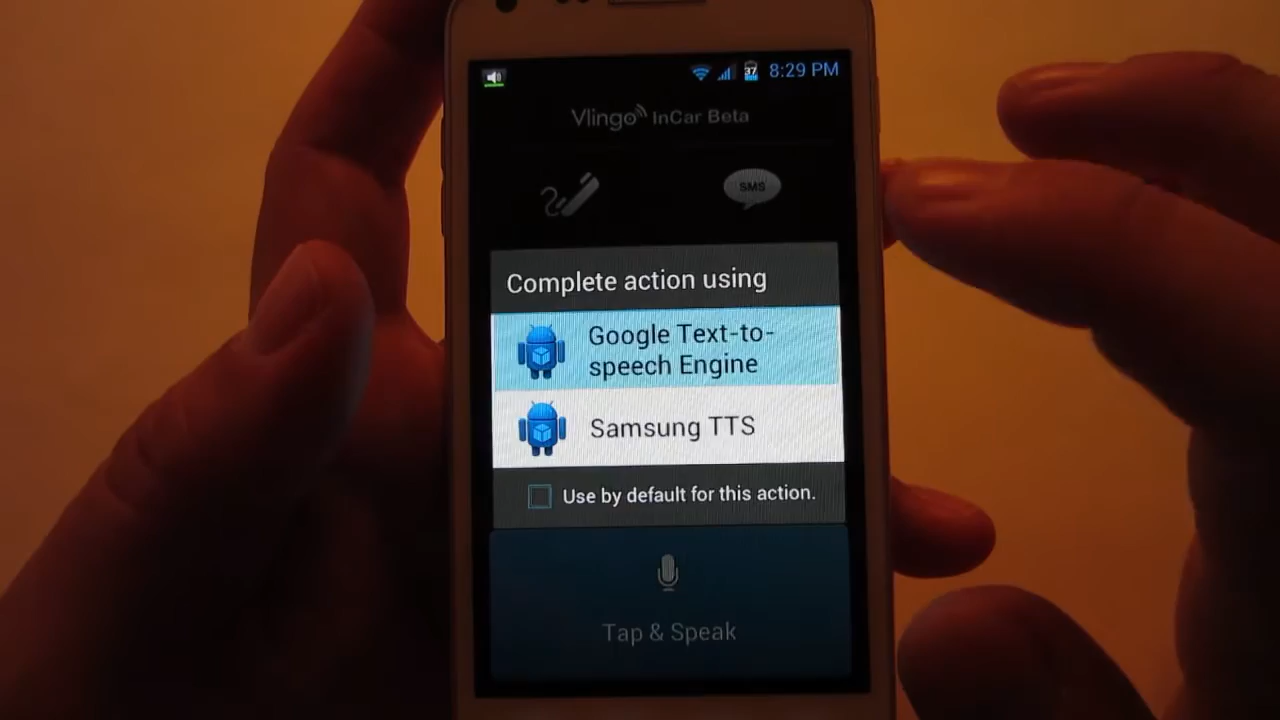 37 8:29 PM
Vlingo InCar Beta
SMS
Complete action using
Google Text-to-
speech Engine
Samsung TTS
Use by default for this action.
Tap & Speak